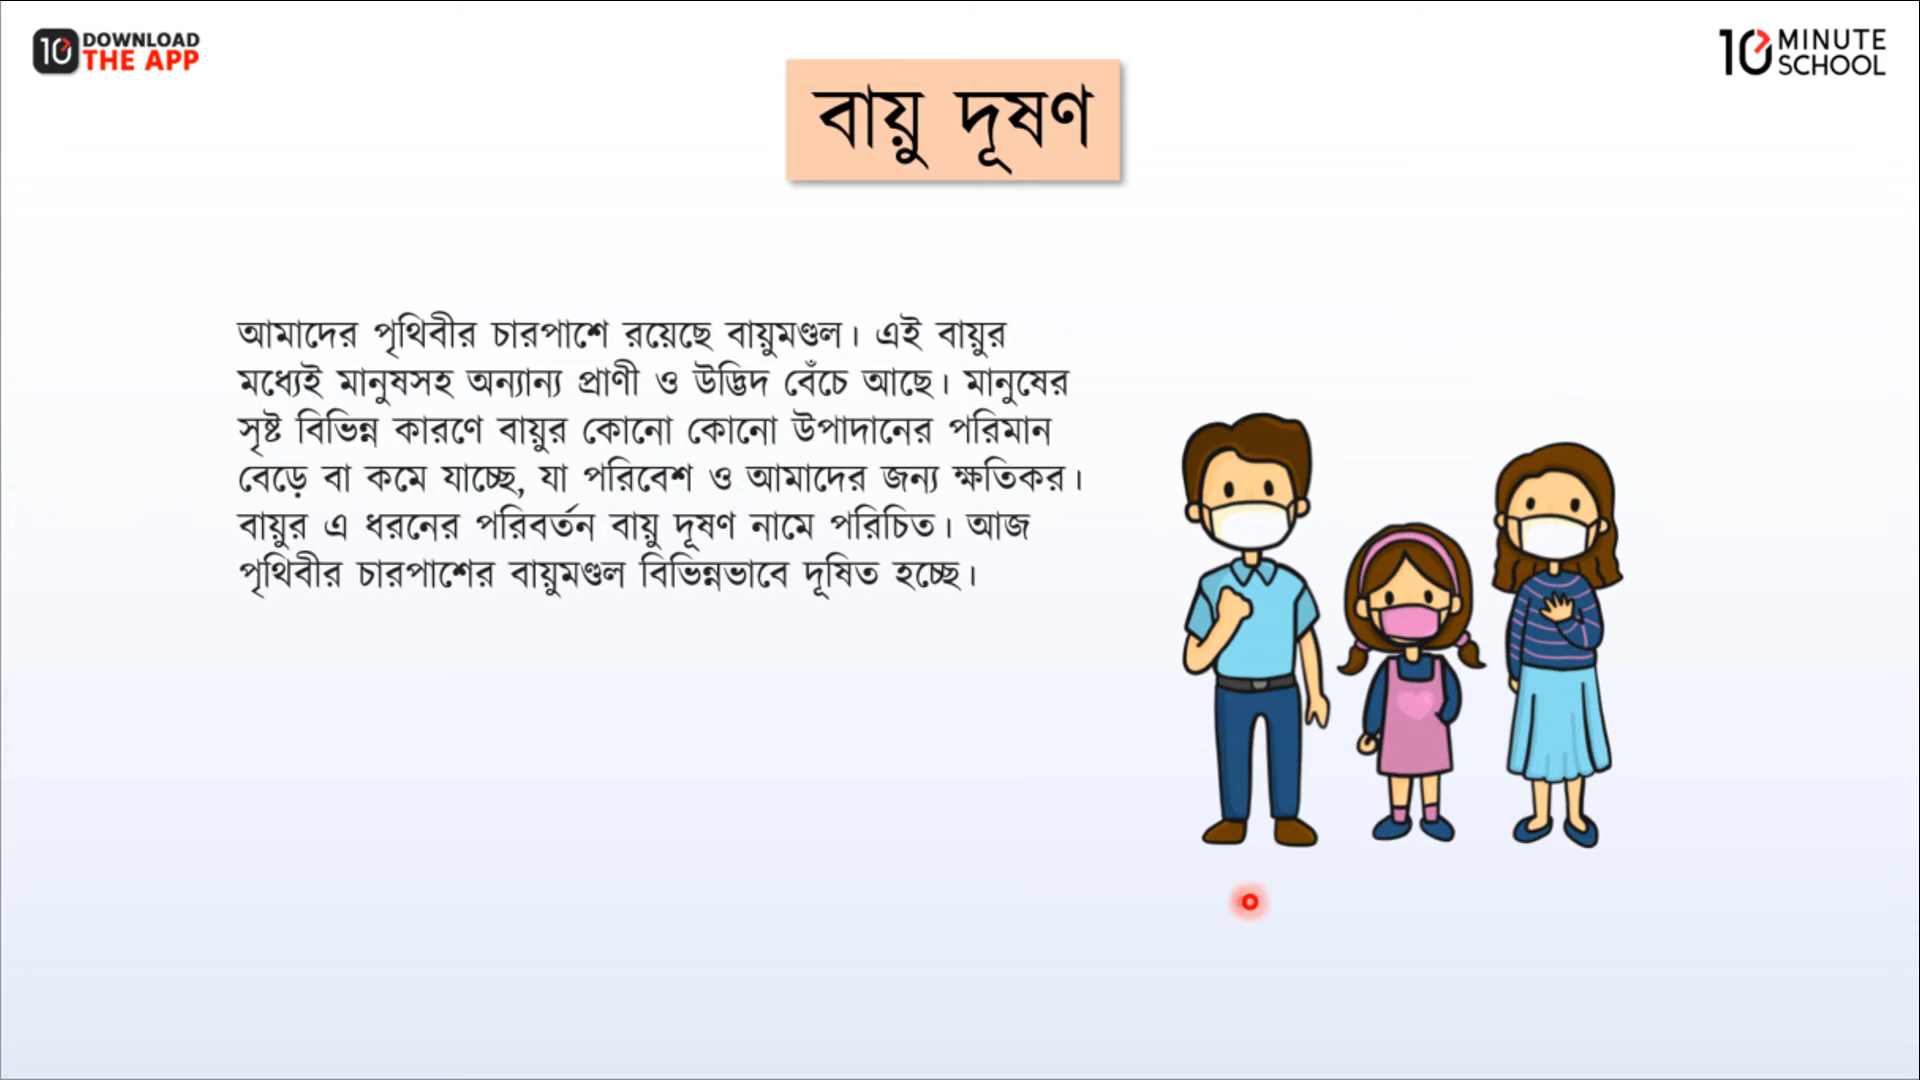 DOWNLOAD
THE APP
10 MINUTE
SCHOOL
বায়ু দূষণ
আমাদের পৃথিবীর চারপাশে রয়েছে বায়ুমণ্ডল। এই বায়ুর
মধ্যেই মানুষসহ অন্যান্য প্রাণী ও উদ্ভিদ বেঁচে আছে। মানুষের
সৃষ্ট বিভিন্ন কারণে বায়ুর কোনো কোনো উপাদানের পরিমান
বেড়ে বা কমে যাচ্ছে, যা পরিবেশ ও আমাদের জন্য ক্ষতিকর।
বায়ুর এ ধরনের পরিবর্তন বায়ু দূষণ নামে পরিচিত। আজ
পৃথিবীর চারপাশের বায়ুমণ্ডল বিভিন্নভাবে দূষিত হচ্ছে।